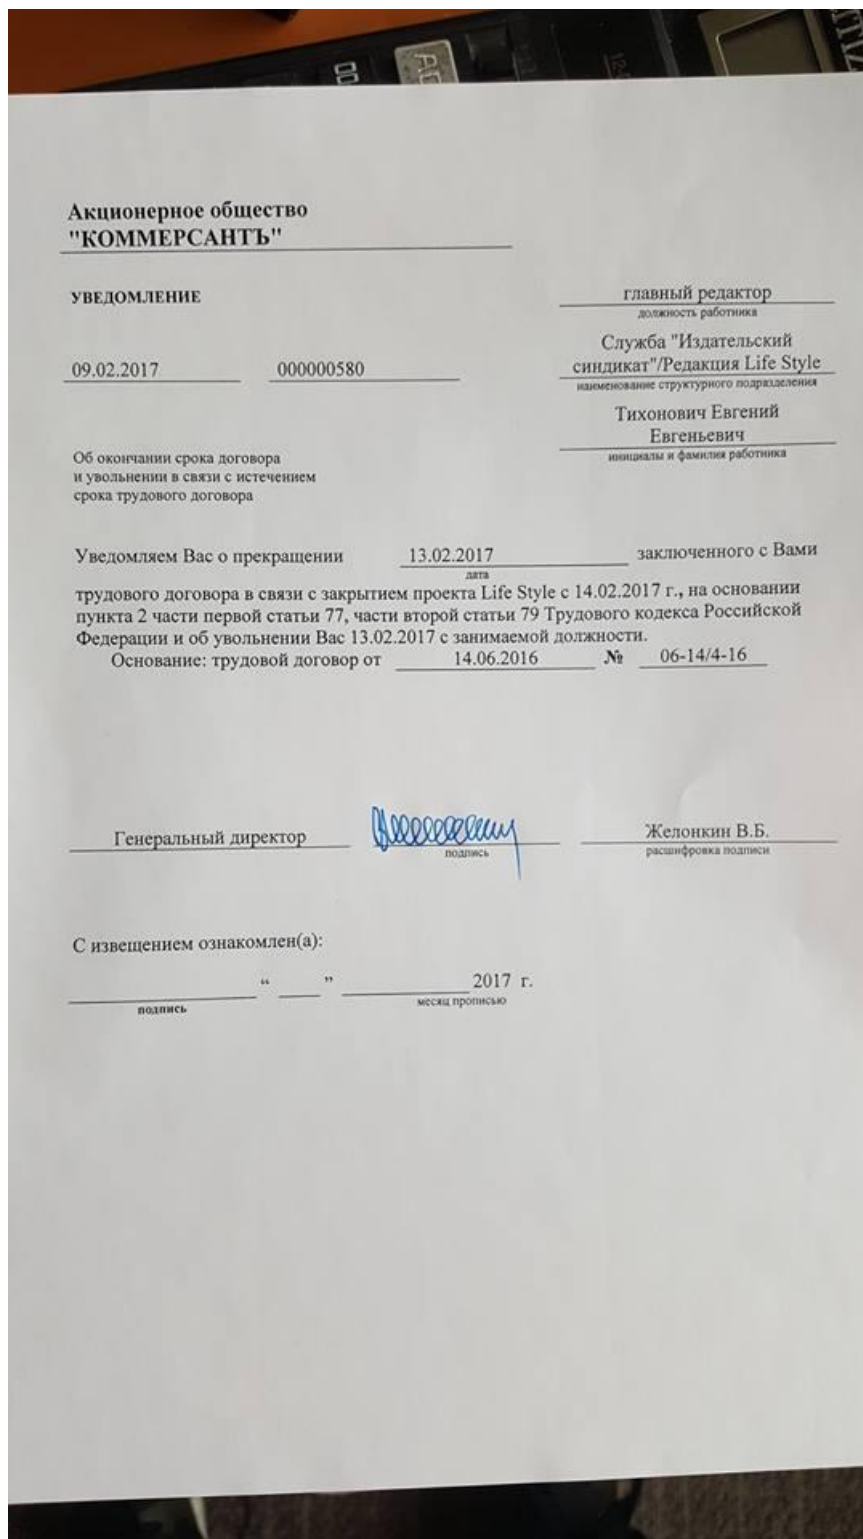 Акционерное общество
"КОММЕРСАНТЪ"
УВЕДОМЛЕНИЕ
главный редактор
должность работника
Служба "Издательский
синдикат"/Редакция Life Style
наименование структурного подразделения
09.02.2017 000000580
Тихонович Евгений
Евгеньевич
инициалы и фамилия работника
Об окончании срока договора
и увольнении в связи с истечением
срока трудового договора
Уведомляем Вас о прекращении 13.02.2017 заключенного с Вами
дата
трудового договора в связи с закрытием проекта Life Style с 14.02.2017 г., на основании
пункта 2 части первой статьи 77, части второй статьи 79 Трудового кодекса Российской
Федерации и об увольнении Вас 13.02.2017 с занимаемой должности.
Основание: трудовой договор от 14.06.2016 № 06-14/4-16
Генеральный директор Желонкин В.Б.
подпись расшифровка подписи
С извещением ознакомлен(а):
“ ” 2017 г.
подпись месяц прописью